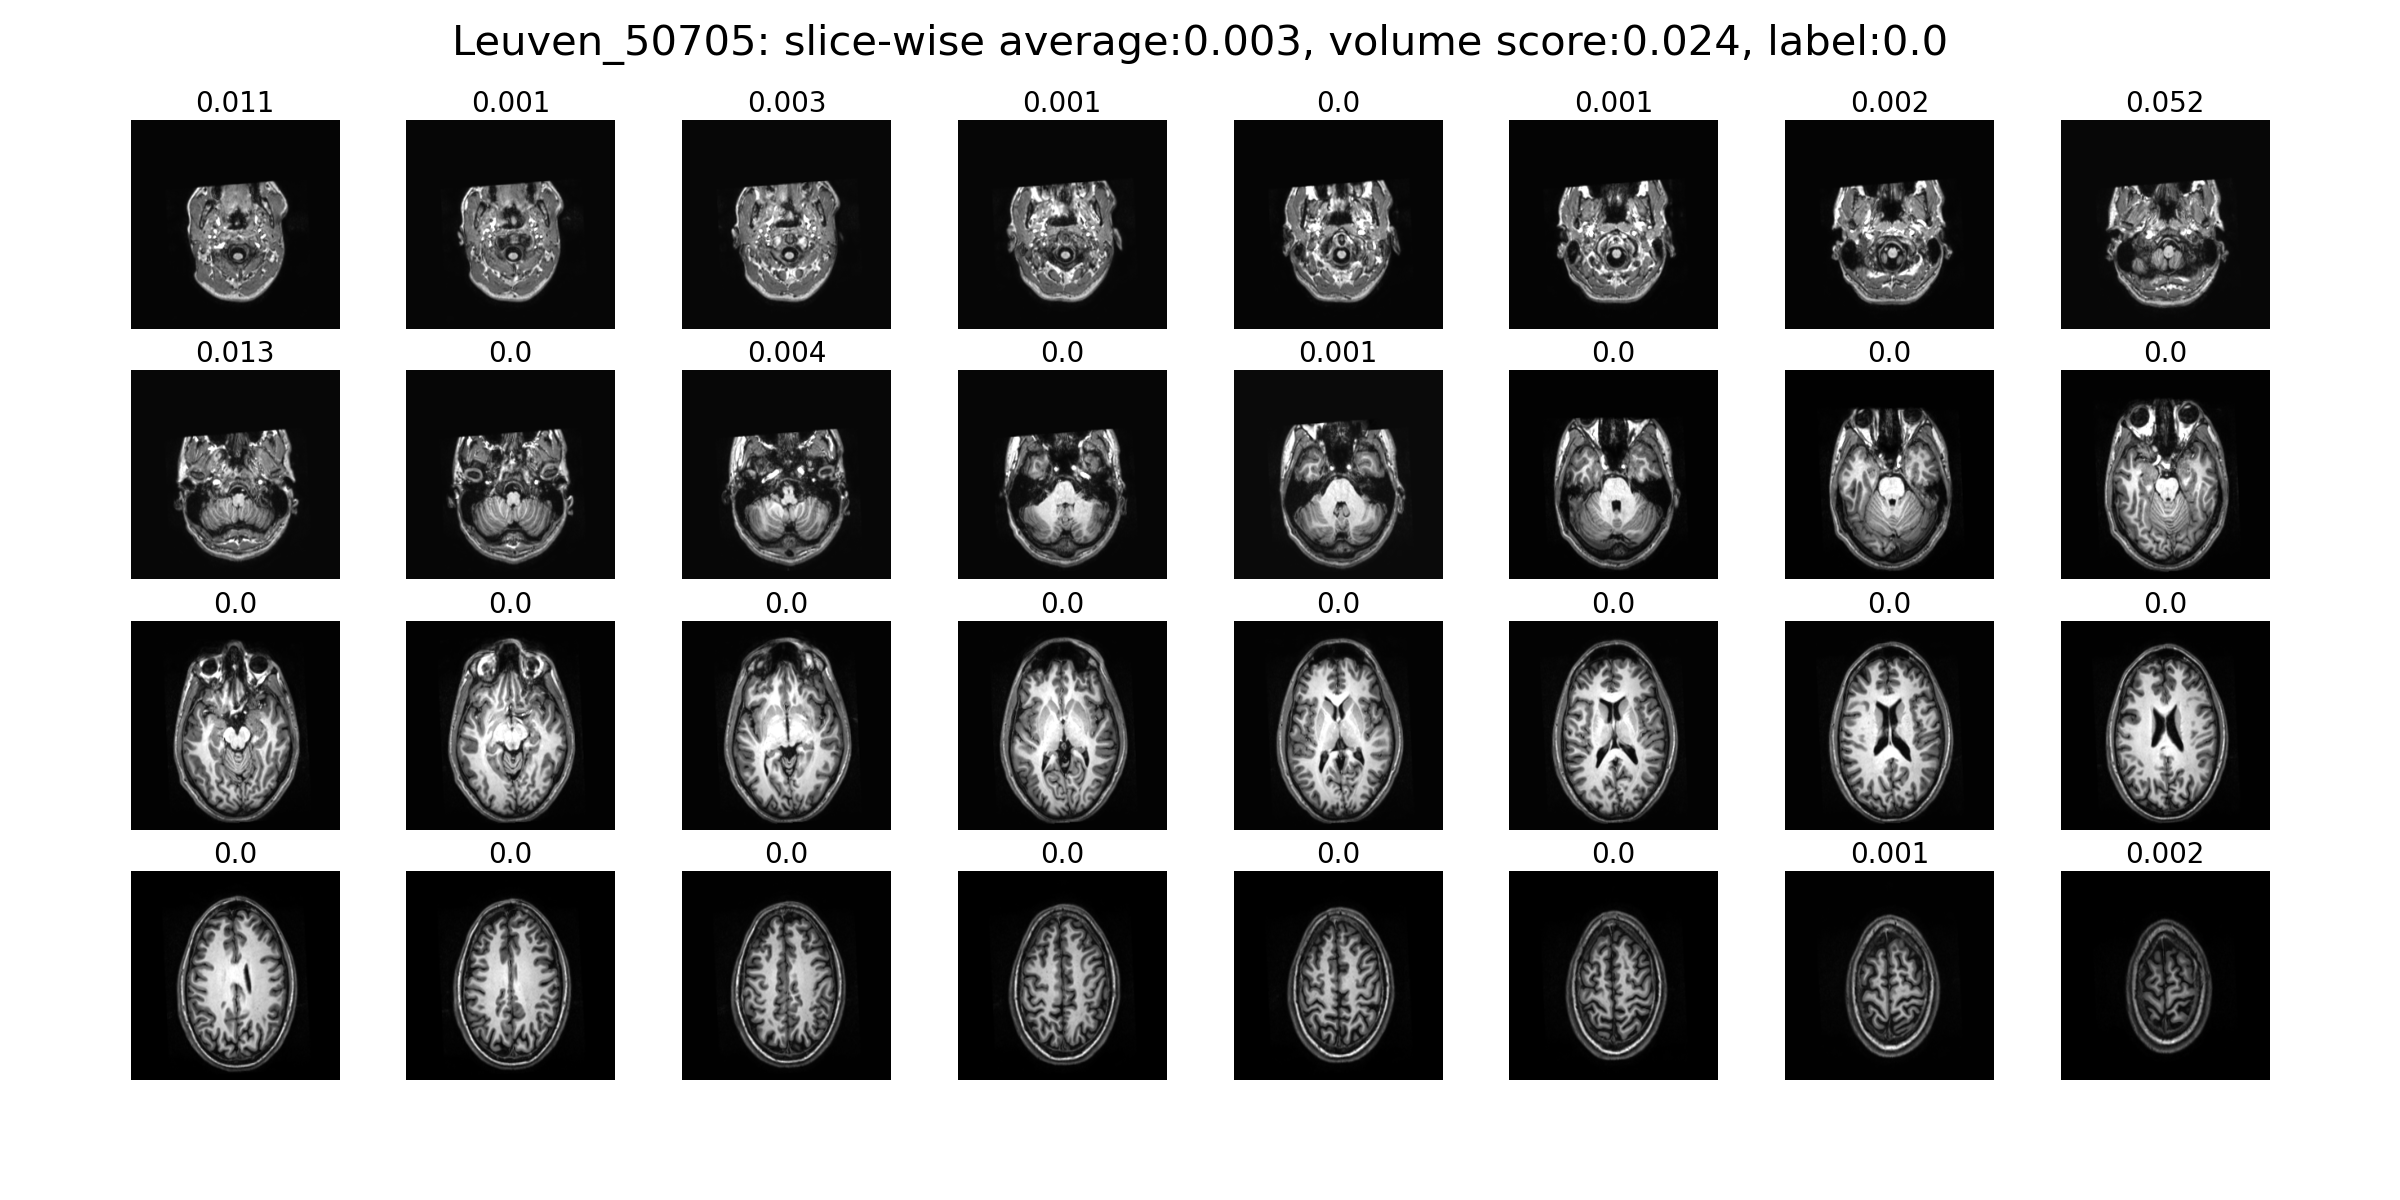 Leuven_50705: slice-wise average:0.003, volume score:0.024, label:0.0
0.011 0.001 0.003 0.001 0.0 0.001 0.002 0.052
0.013 0.0 0.004 0.0 0.001 0.0 0.0 0.0
0.0 0.0 0.0 0.0 0.0 0.0 0.0 0.0
0.0 0.0 0.0 0.0 0.0 0.0 0.001 0.002